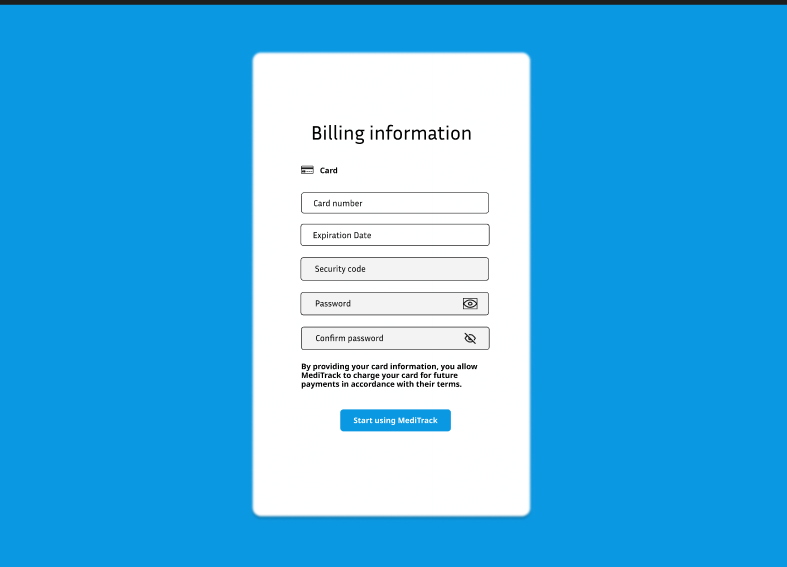 Billing information
Card
Card number
Expiration Date
Security code
Password
Confirm password
By providing your card information, you allow
MediTrack to charge your card for future
payments in accordance with their terms.
Start using MediTrack